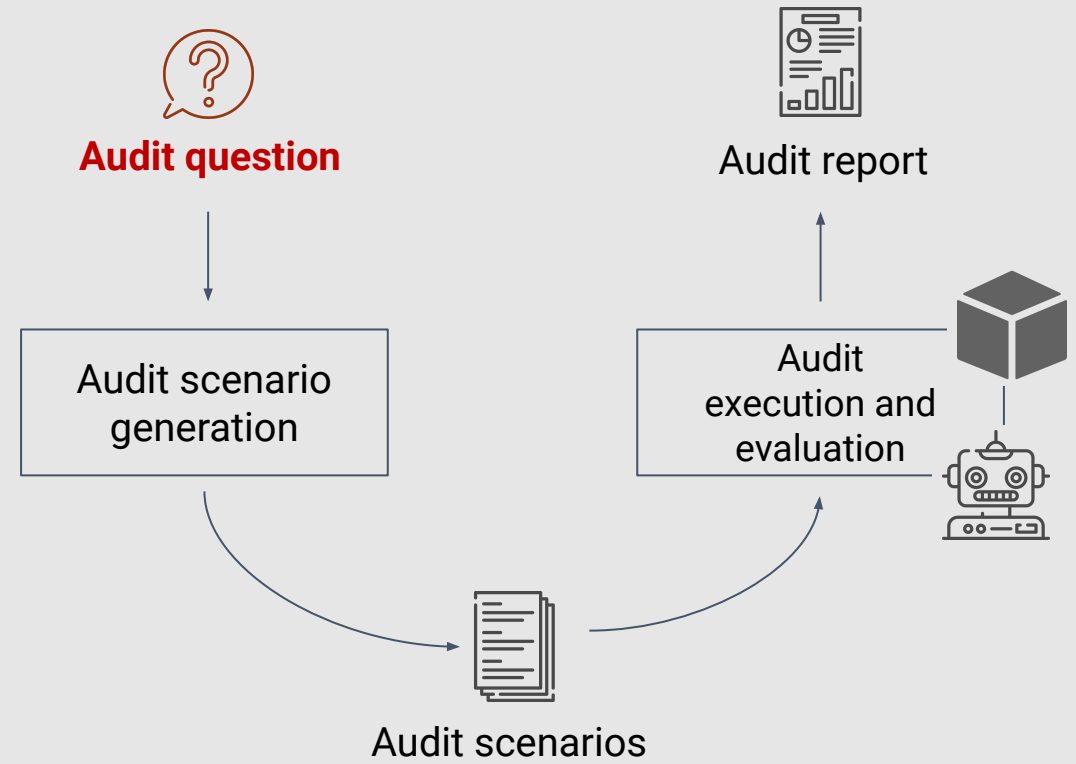 Audit question
Audit scenario
generation
Audit scenarios
Audit
execution and
evaluation
Audit report